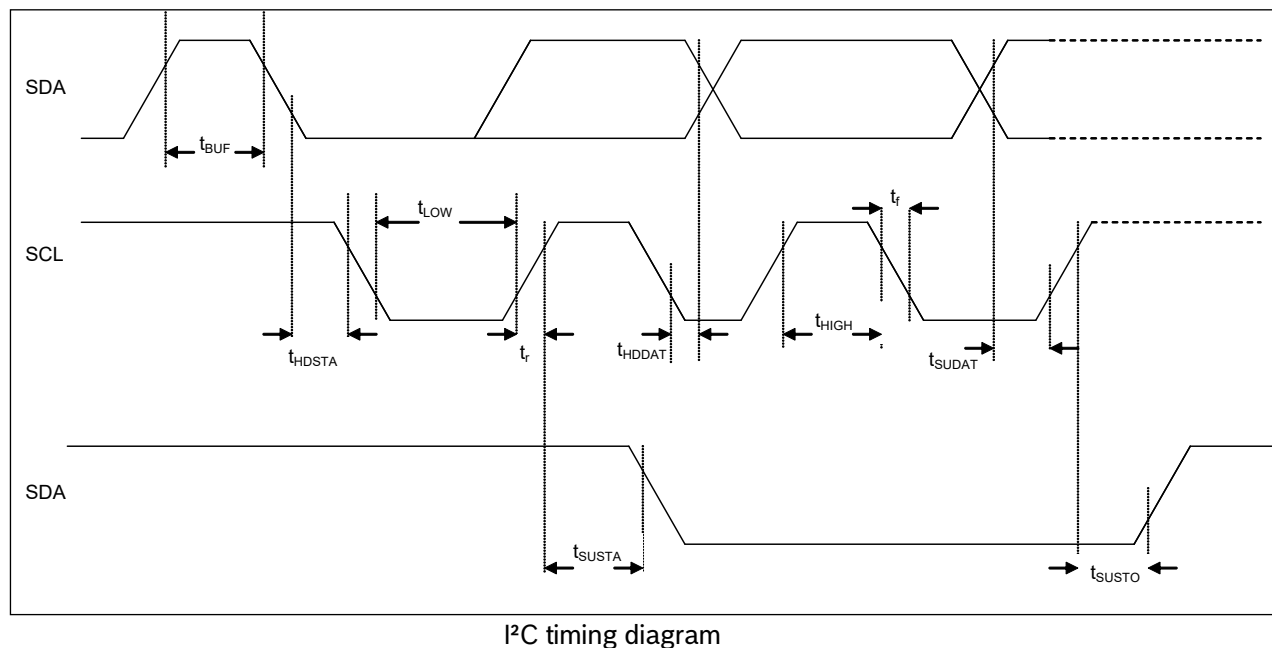 SDA
tBUF
tLOW
tf
SCL
tHDSTA
tr
tHDDAT
tHIGH
tSUDAT
SDA
tSUSTA
tSUSTO
I²C timing diagram